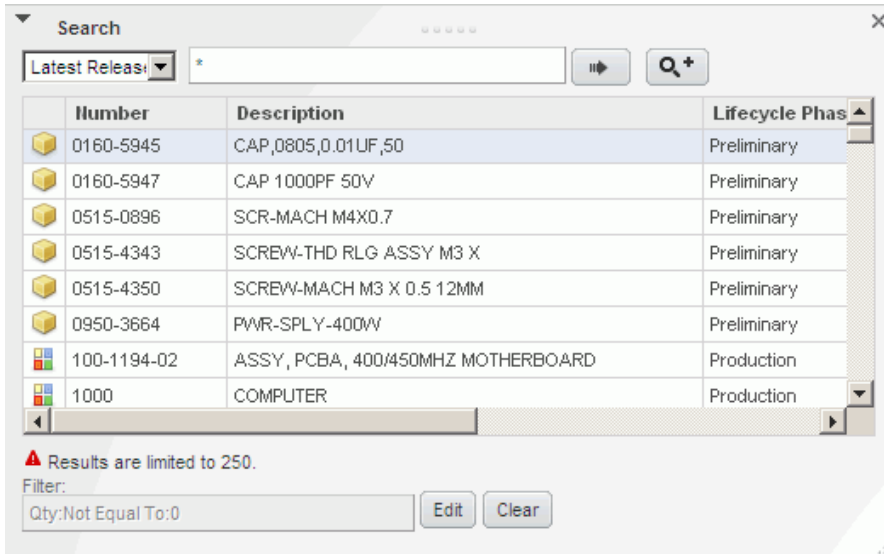 Search
Latest Release
*
Number Description Lifecycle Phas
0160-5945 CAP,0805,0.01UF,50 Preliminary
0160-5947 CAP 1000PF 50V Preliminary
0515-0896 SCR-MACH M4X0.7 Preliminary
0515-4343 SCREW-THD RLG ASSY M3 X Preliminary
0515-4350 SCREW-MACH M3 X 0.5 12MM Preliminary
0950-3664 PWR-SPLY-400W Preliminary
100-1194-02 ASSY, PCBA, 400/450MHZ MOTHERBOARD Production
1000 COMPUTER Production
Results are limited to 250.
Filter:
Qty:Not Equal To:0 Edit Clear